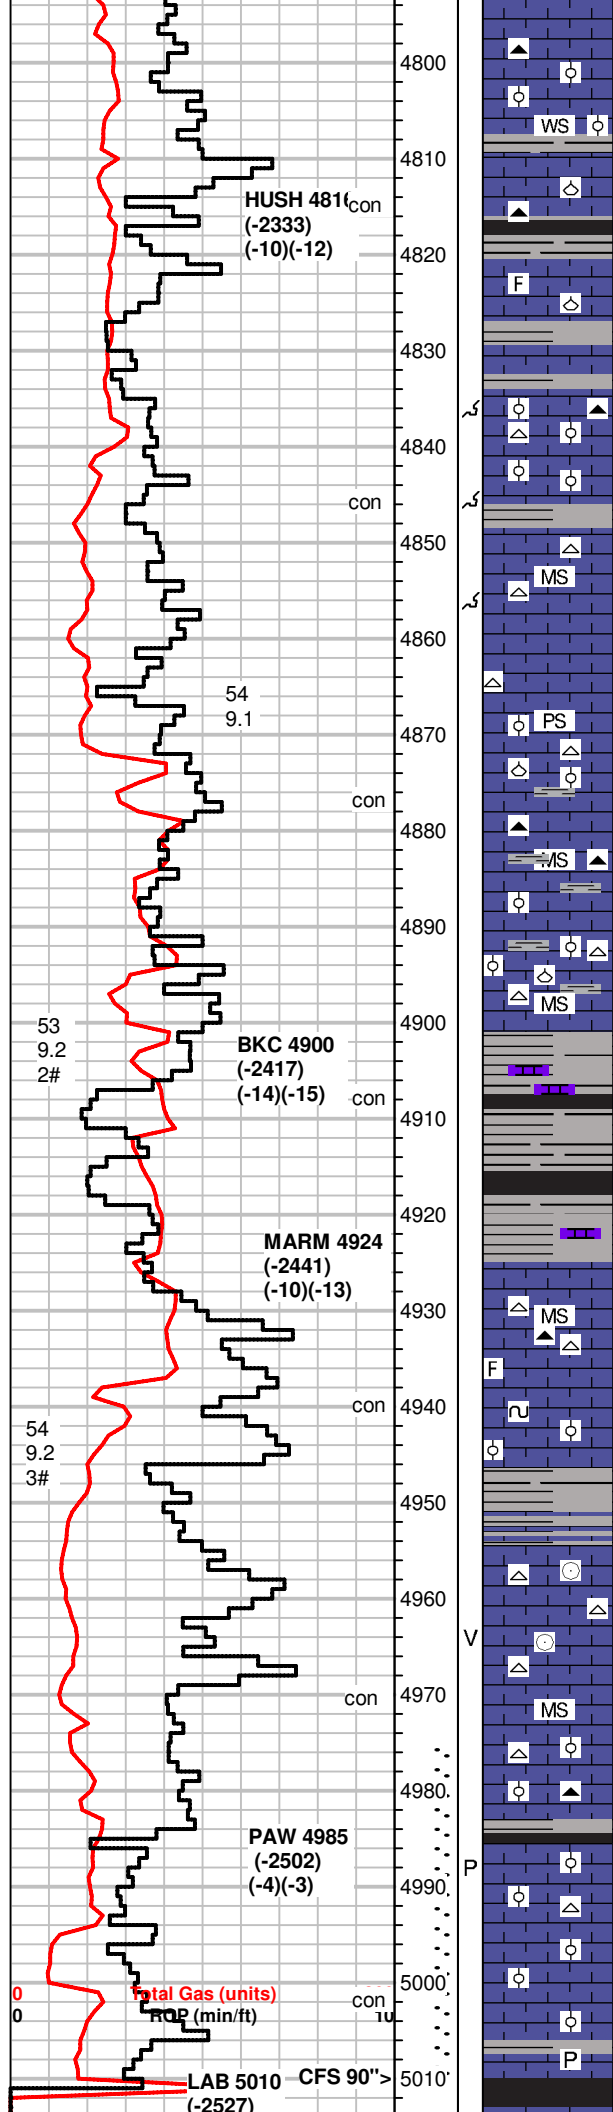 4800
WS
4810
HUSH 4816
con
(-2333)
(-10)(-12)
4820
F
4830
4840
con
4850
MS
4860
54
9.1
PS
4870
con
4880
MS
4890
MS
4900
53
9.2
2#
BKC 4900
(-2417)
(-14)(-15)
con
4910
4920
MARM 4924
(-2441)
(-10)(-13)
4930
MS
F
con
4940
54
9.2
3#
4950
4960
V
con
4970
MS
4980
PAW 4985
(-2502)
(-4)(-3)
P
4990
5000
0 Total Gas (units)
con
0 ROP (min/ft) 10
P
LAB 5010
CFS 90">
5010
(-2527)